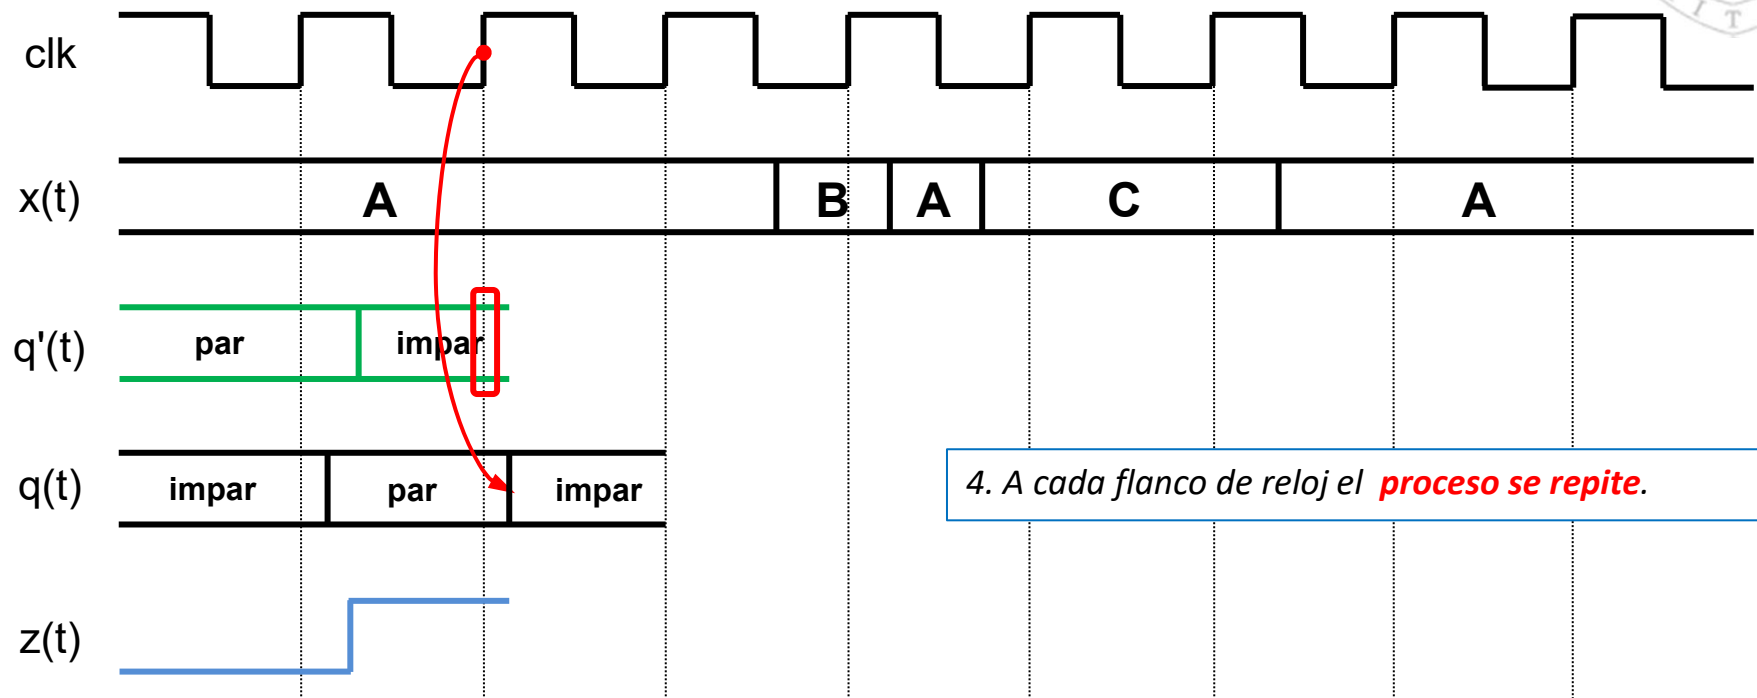 clk
x(t)
A
B
A
C
A
q'(t)
par
impar
q(t)
impar
par
impar
4. A cada flanco de reloj el proceso se repite.
z(t)
I T